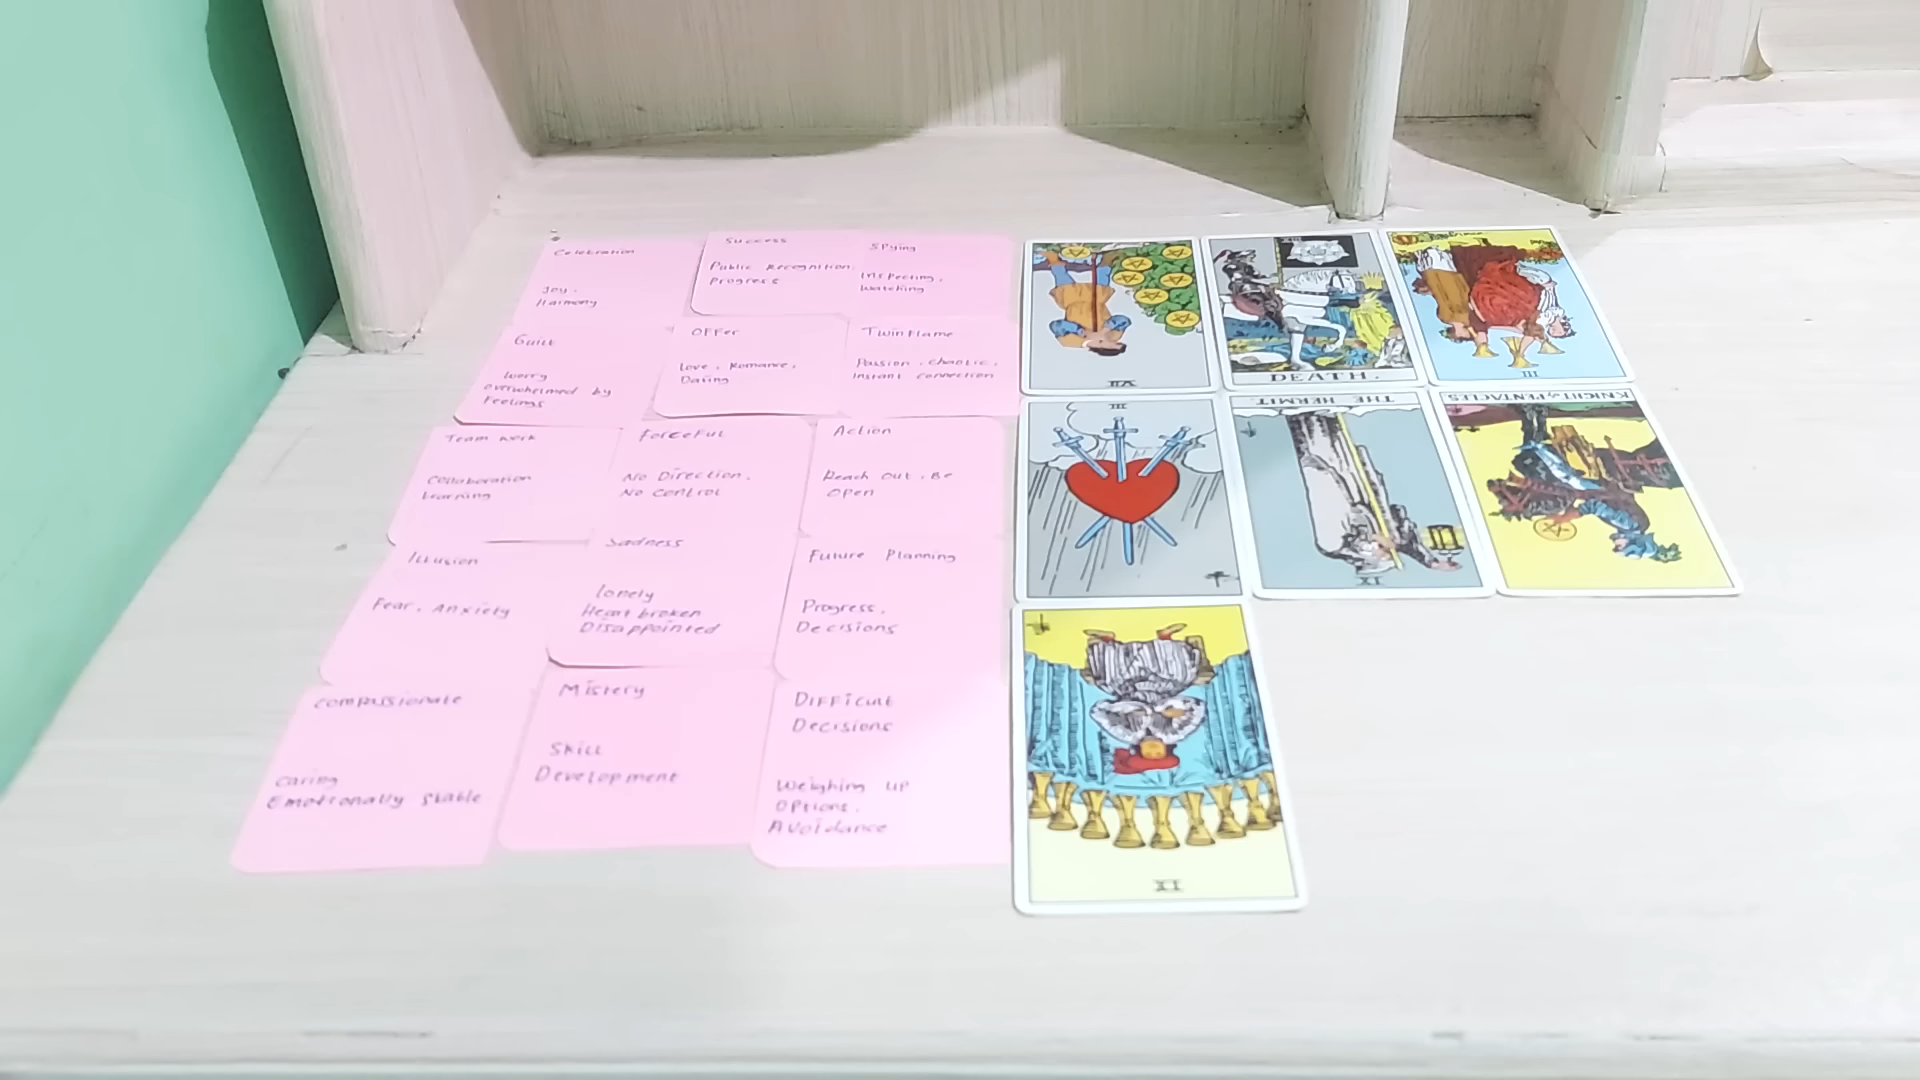 Celebration
Joy,
Harmony
Success
Public Recognition,
Progress
Spying
Inspecting,
Watching
Guilt
Worry
Overwhelmed by
Feelings
Offer
Love, Romance,
Daring
Twin Flame
Passion, Chaotic,
Instant connection
Team work
Collaboration
Learning
Forceful
No Direction,
No Control
Action
Reach Out, Be
Open
Illusion
Fear, Anxiety
Sadness
lonely
Heart broken
Disappointed
Future Planning
Progress,
Decisions
Compassionate
Caring
Emotionally Stable
Mistery
Skill
Development
Difficult
Decisions
Weighing up
Options,
Avoidance
VII
DEATH.
III
III
THE HERMIT.
IX
KNIGHT of PENTACLES
IX